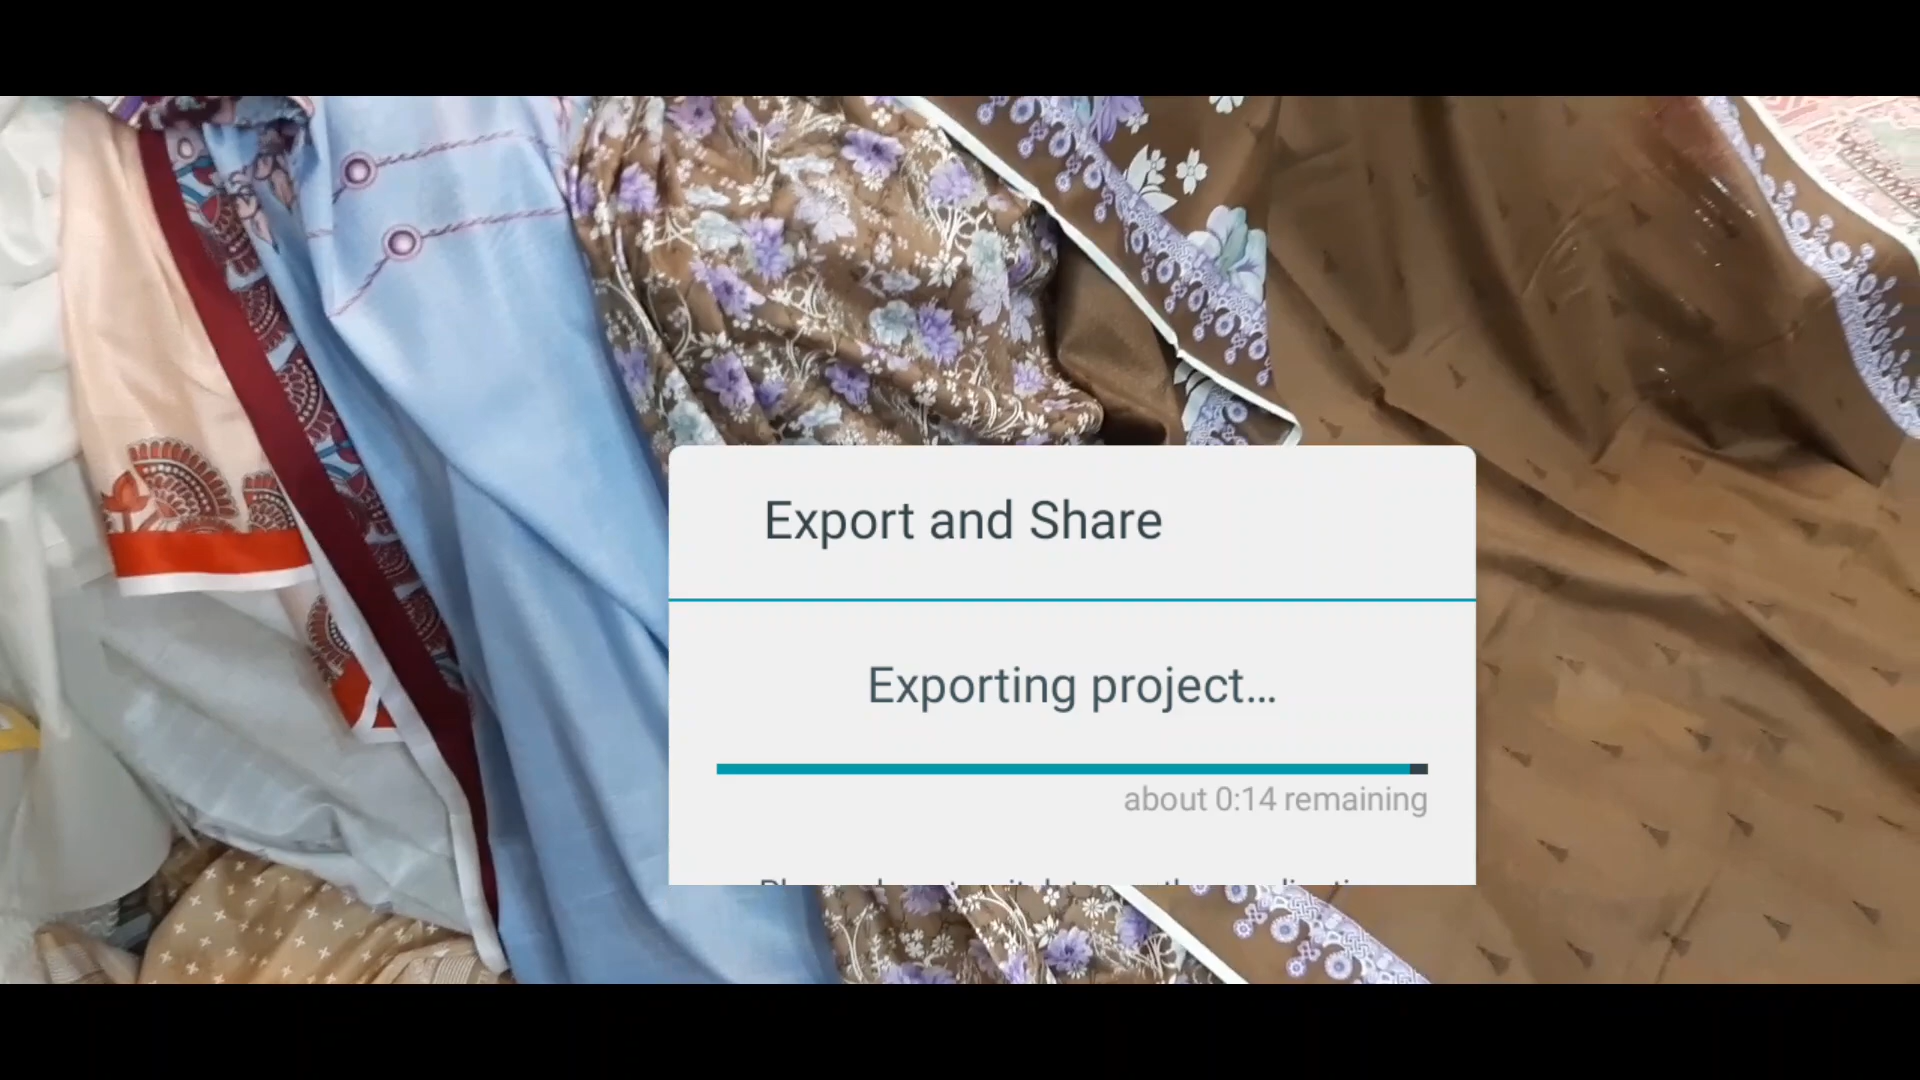 Export and Share
Exporting project...
about 0:14 remaining